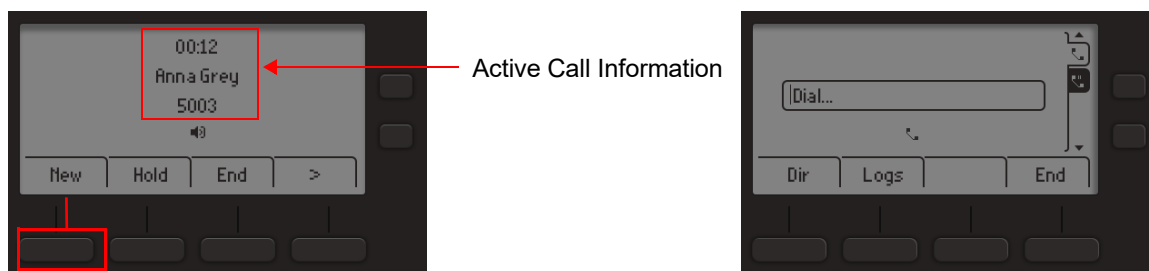 00:12
Anna Grey
5003
New Hold End >
Active Call Information
Dial...
Dir Logs End